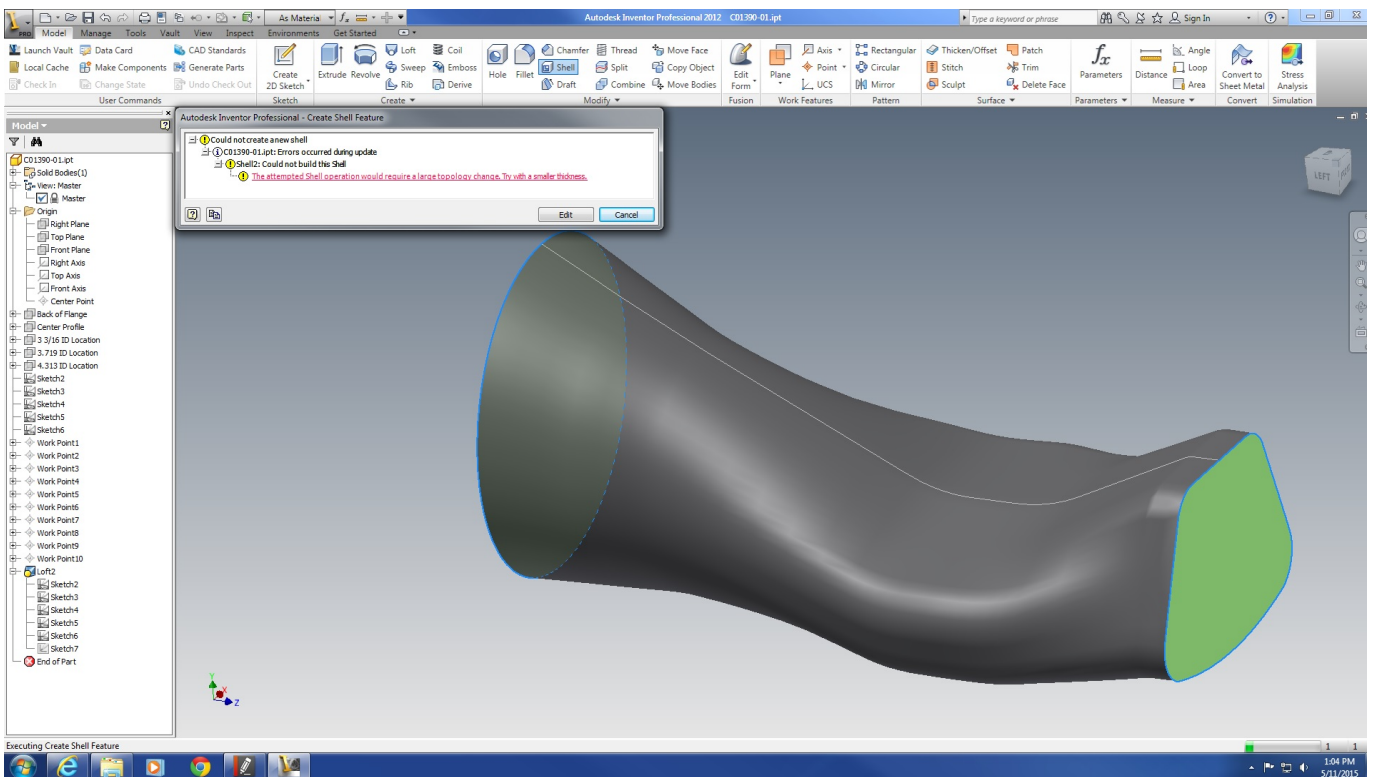 PRO
As Materia
Autodesk Inventor Professional 2012 C01390-01.ipt
Type a keyword or phrase
Sign In
Model Manage Tools Vault View Inspect Environments Get Started
Launch Vault Data Card CAD Standards
Local Cache Make Components Generate Parts
Check In Change State Undo Check Out
User Commands
Create
2D Sketch
Sketch
Extrude Revolve
Loft Coil
Sweep Emboss
Rib Derive
Create
Hole Fillet
Chamfer Thread Move Face
Shell Split Copy Object
Draft Combine Move Bodies
Modify
Edit
Form
Fusion
Plane
Axis
Point
UCS
Work Features
Rectangular
Circular
Mirror
Pattern
Thicken/Offset Patch
Stitch Trim
Sculpt Delete Face
Surface
fx
Parameters
Parameters
Distance
Angle
Loop
Area
Measure
Convert to
Sheet Metal
Convert
Stress
Analysis
Simulation
Model
C01390-01.ipt
Solid Bodies(1)
View: Master
Master
Origin
Right Plane
Top Plane
Front Plane
Right Axis
Top Axis
Front Axis
Center Point
Back of Flange
Center Profile
3 3/16 ID Location
3.719 ID Location
4.313 ID Location
Sketch2
Sketch3
Sketch4
Sketch5
Sketch6
Work Point1
Work Point2
Work Point3
Work Point4
Work Point5
Work Point6
Work Point7
Work Point8
Work Point9
Work Point10
Loft2
Sketch2
Sketch3
Sketch4
Sketch5
Sketch6
Sketch7
End of Part
Autodesk Inventor Professional - Create Shell Feature
Could not create a new shell
C01390-01.ipt: Errors occurred during update
Shell2: Could not build this Shell
The attempted Shell operation would require a large topology change. Try with a smaller thickness.
Edit Cancel
LEFT
Y
X
Z
Executing Create Shell Feature
1 1
1:04 PM
5/11/2015